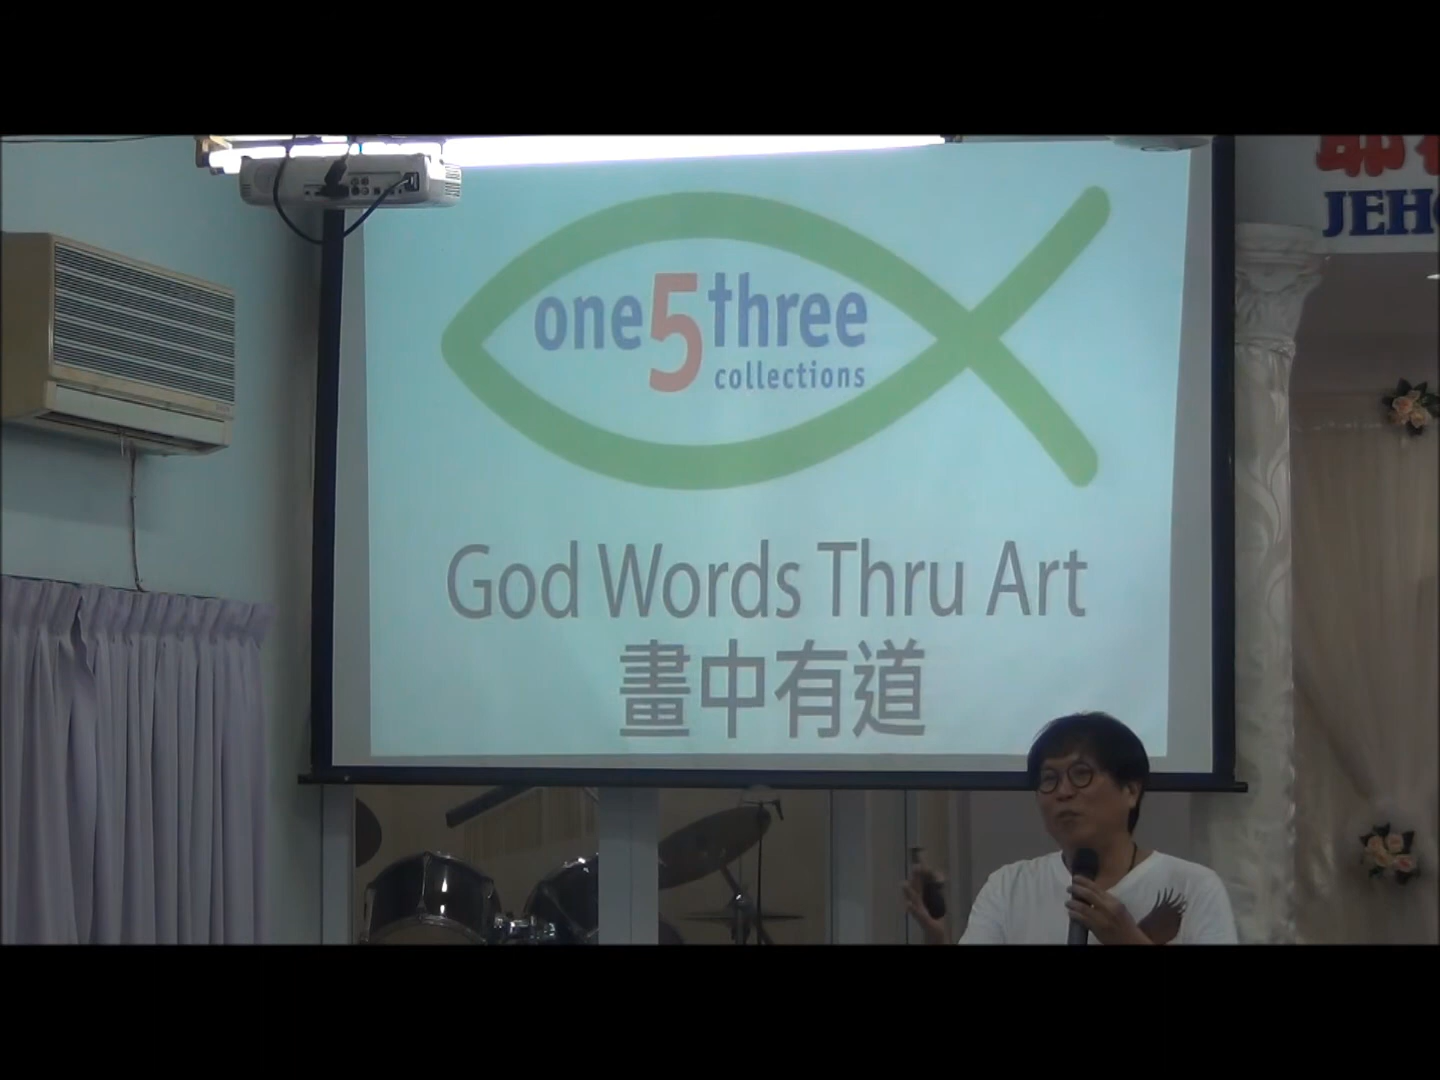 one5three
collections
God Words Thru Art
畫中有道
JEH